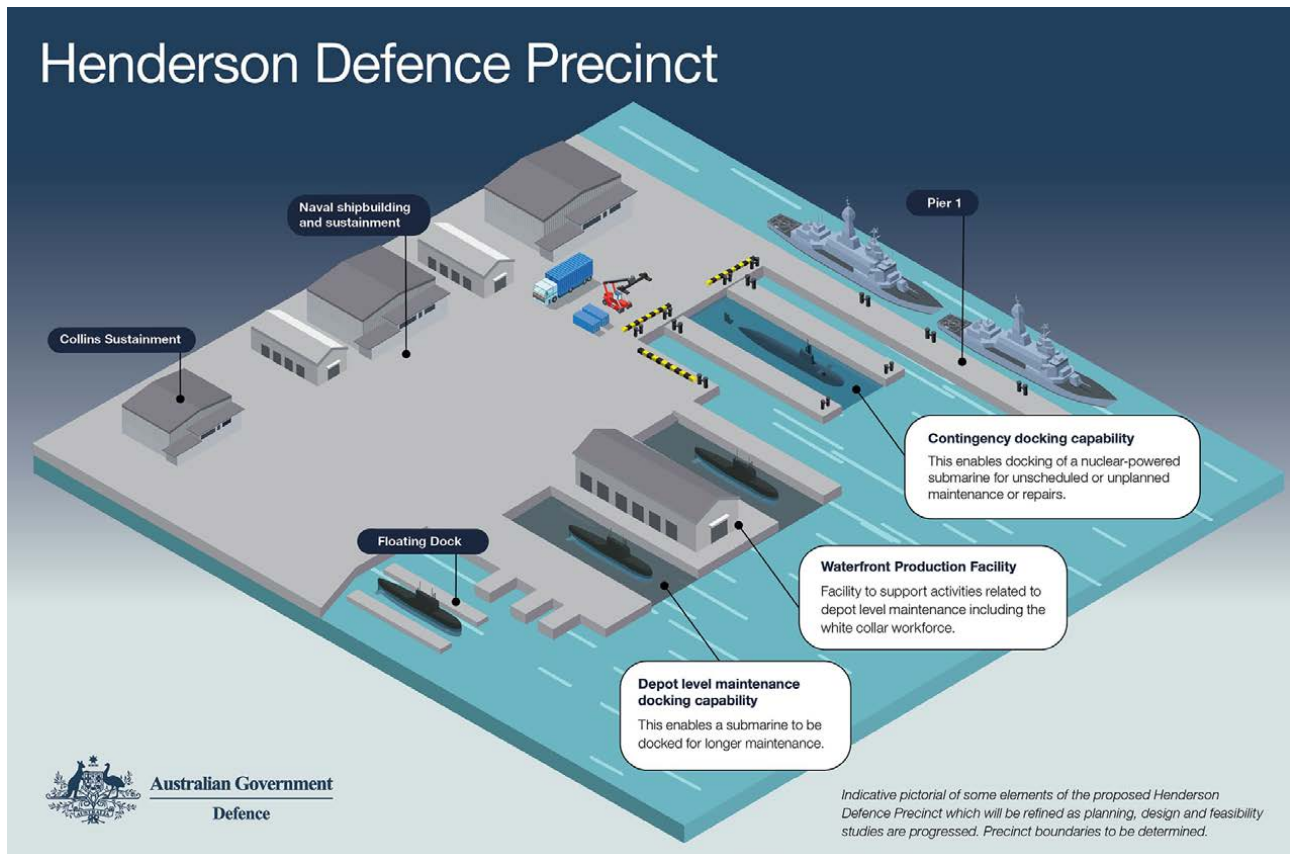 Henderson Defence Precinct
Naval shipbuilding
and sustainment
Pier 1
Collins Sustainment
Contingency docking capability
This enables docking of a nuclear-powered
submarine for unscheduled or unplanned
maintenance or repairs.
Floating Dock
Waterfront Production Facility
Facility to support activities related to
depot level maintenance including the
white collar workforce.
Depot level maintenance
docking capability
This enables a submarine to be
docked for longer maintenance.
Australian Government
Defence
Indicative pictorial of some elements of the proposed Henderson
Defence Precinct which will be refined as planning, design and feasibility
studies are progressed. Precinct boundaries to be determined.